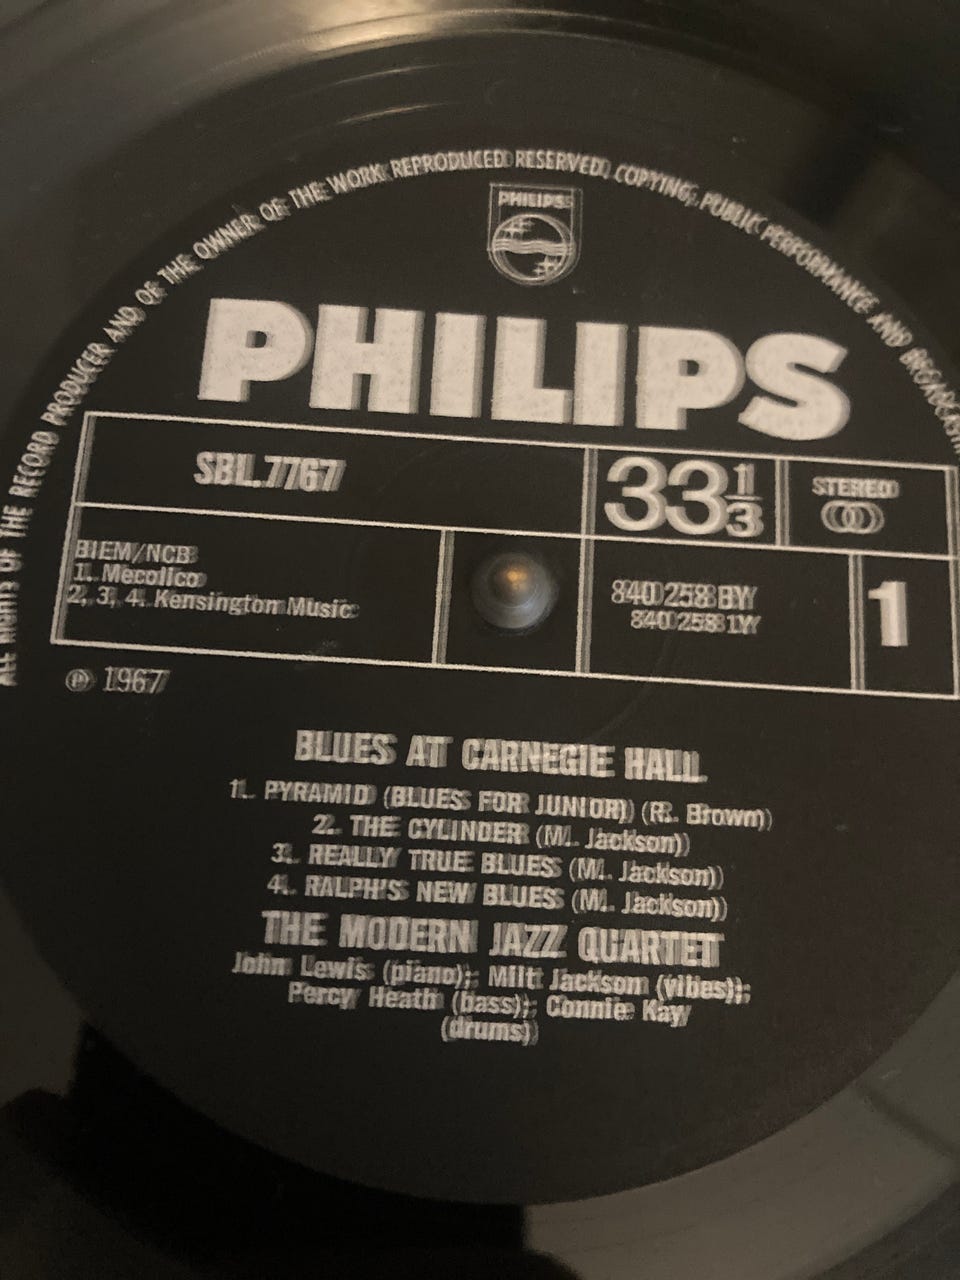 ALL RIGHTS OF THE RECORD PRODUCER AND OF THE OWNER OF THE WORK REPRODUCED RESERVED, COPYING, PUBLIC PERFORMANCE AND BROADCASTIN
PHILIPS
PHILIPS
SBL.7767
33 1/3
STEREO
BIEM/NCB
1. Mecolico
2, 3, 4. Kensington Music
840 258 BY
840 258 1Y
1
℗ 1967
BLUES AT CARNEGIE HALL
1. PYRAMID (BLUES FOR JUNIOR) (R. Brown)
2. THE CYLINDER (M. Jackson)
3. REALLY TRUE BLUES (M. Jackson)
4. RALPH'S NEW BLUES (M. Jackson)
THE MODERN JAZZ QUARTET
John Lewis (piano); Milt Jackson (vibes);
Percy Heath (bass); Connie Kay
(drums)